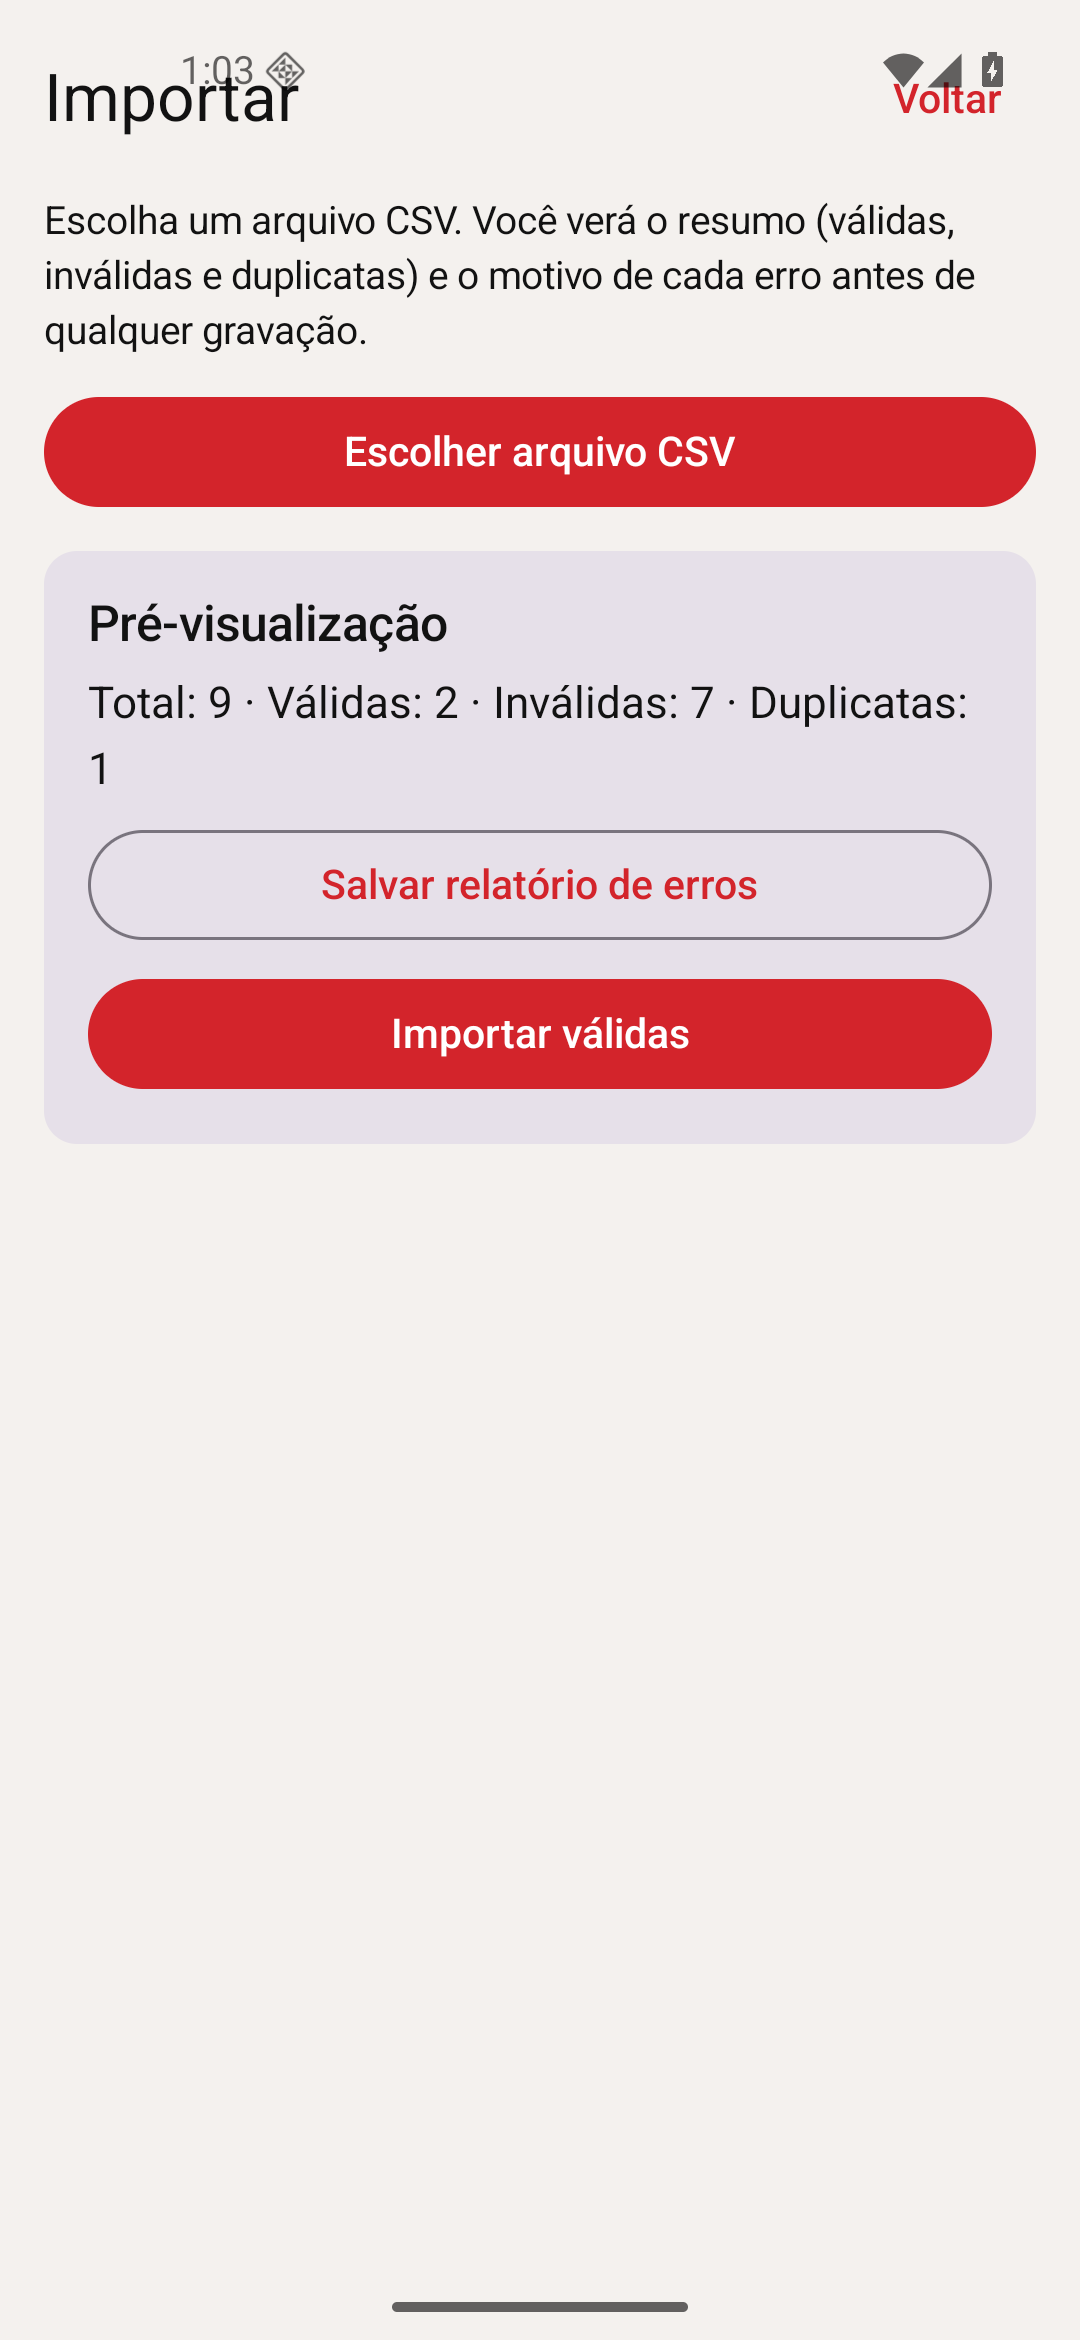 1:03
Importar
Voltar
Escolha um arquivo CSV. Você verá o resumo (válidas,
inválidas e duplicatas) e o motivo de cada erro antes de
qualquer gravação.
Escolher arquivo CSV
Pré-visualização
Total: 9 · Válidas: 2 · Inválidas: 7 · Duplicatas:
1
Salvar relatório de erros
Importar válidas